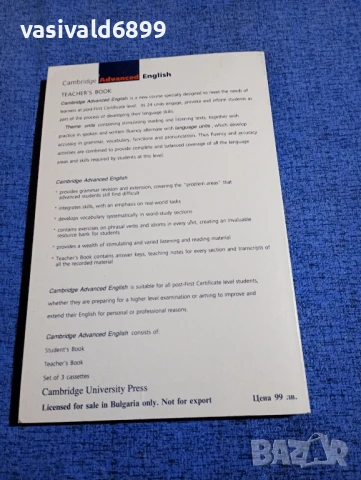 vasivald6899
Cambridge Advanced English
TEACHER'S BOOK
Cambridge Advanced English is a new course specially designed to meet the needs of
learners at post-First Certificate level. Its 24 units engage, provoke and inform students as
part of the process of developing their language skills.
Theme units containing stimulating reading and listening texts, together with
practice in spoken and written fluency alternate with language units, which develop
accuracy in grammar, vocabulary, functions and pronunciation. Thus fluency and accuracy
activities are combined to provide complete and balanced coverage of all the language
areas and skills required by students at this level.
Cambridge Advanced English
* provides grammar revision and extension, covering the "problem areas" that
advanced students still find difficult
* integrates skills, with an emphasis on real-world tasks
* develops vocabulary systematically in word-study sections
* contains exercises on phrasal verbs and idioms in every unit, creating an invaluable
resource bank for students
* provides a wealth of stimulating and varied listening and reading material
* Teacher's Book contains answer keys, teaching notes for every section and transcripts of
all the recorded material
Cambridge Advanced English is suitable for all post-First Certificate level students,
whether they are preparing for a higher level examination or aiming to improve and
extend their English for personal or professional reasons.
Cambridge Advanced English consists of:
Student's Book
Teacher's Book
Set of 3 cassettes
Cambridge University Press
Licensed for sale in Bulgaria only. Not for export
Цена 99 лв.
BAZAR